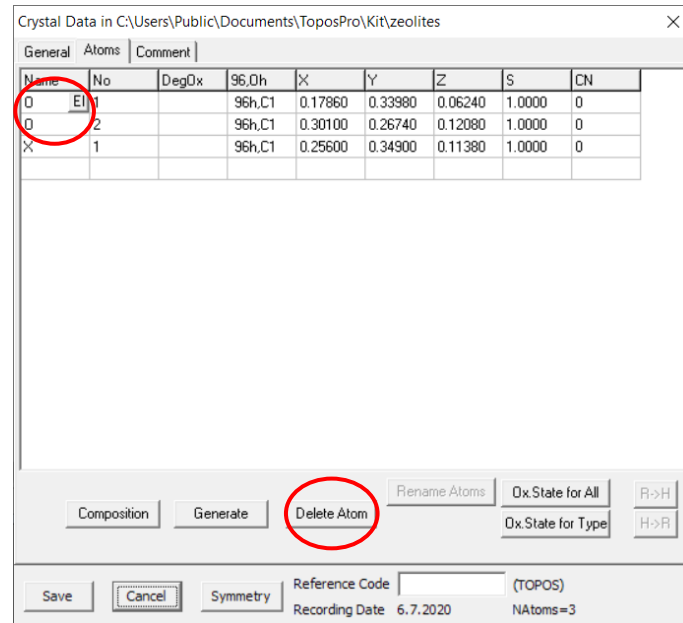 Crystal Data in C:\Users\Public\Documents\ToposPro\Kit\zeolites
General Atoms Comment
Name No DegOx 96,Oh X Y Z S CN
O El 1 96h,C1 0.17860 0.33980 0.06240 1.0000 0
O 2 96h,C1 0.30100 0.26740 0.12080 1.0000 0
X 1 96h,C1 0.25600 0.34900 0.11380 1.0000 0
Rename Atoms Ox.State for All R->H
Composition Generate Delete Atom
Ox.State for Type H->R
Save Cancel Symmetry Reference Code (TOPOS)
Recording Date 6.7.2020 NAtoms=3